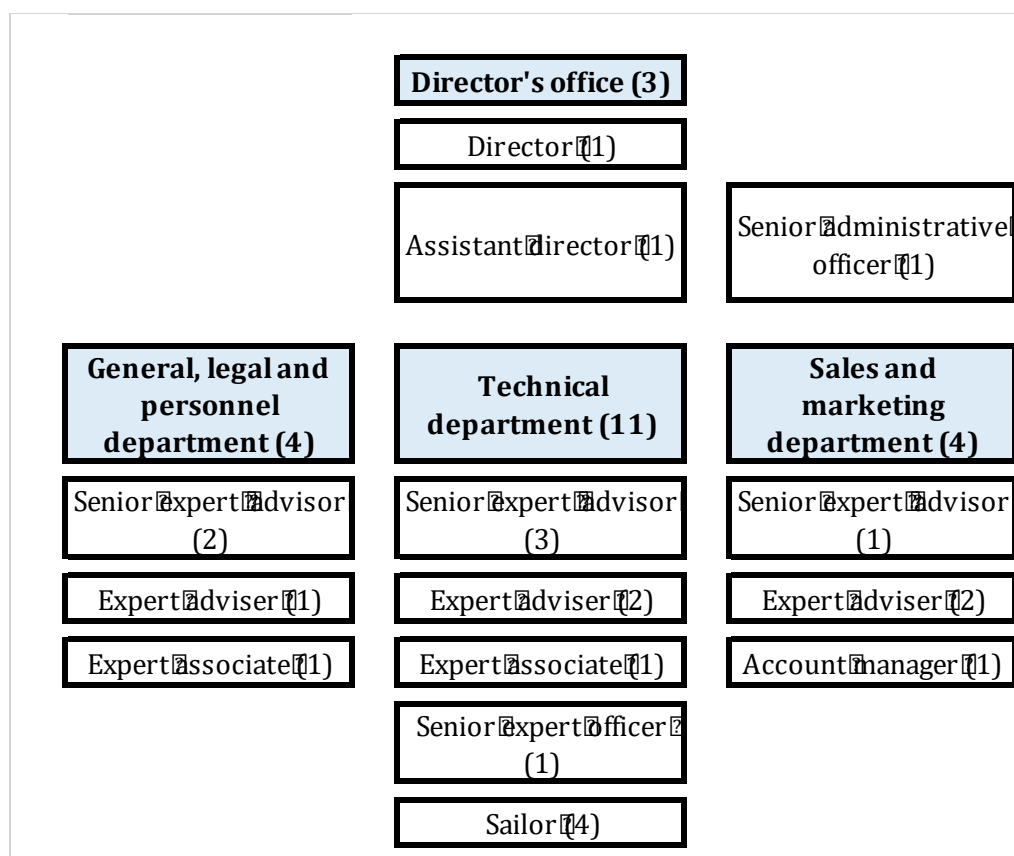 Director's office (3)
Director (1)
Assistant director (1)
Senior administrative
officer (1)
General, legal and
personnel
department (4)
Technical
department (11)
Sales and
marketing
department (4)
Senior expert advisor
(2)
Senior expert advisor
(3)
Senior expert advisor
(1)
Expert adviser (1)
Expert adviser (2)
Expert adviser (2)
Expert associate (1)
Expert associate (1)
Account manager (1)
Senior expert officer
(1)
Sailor (4)